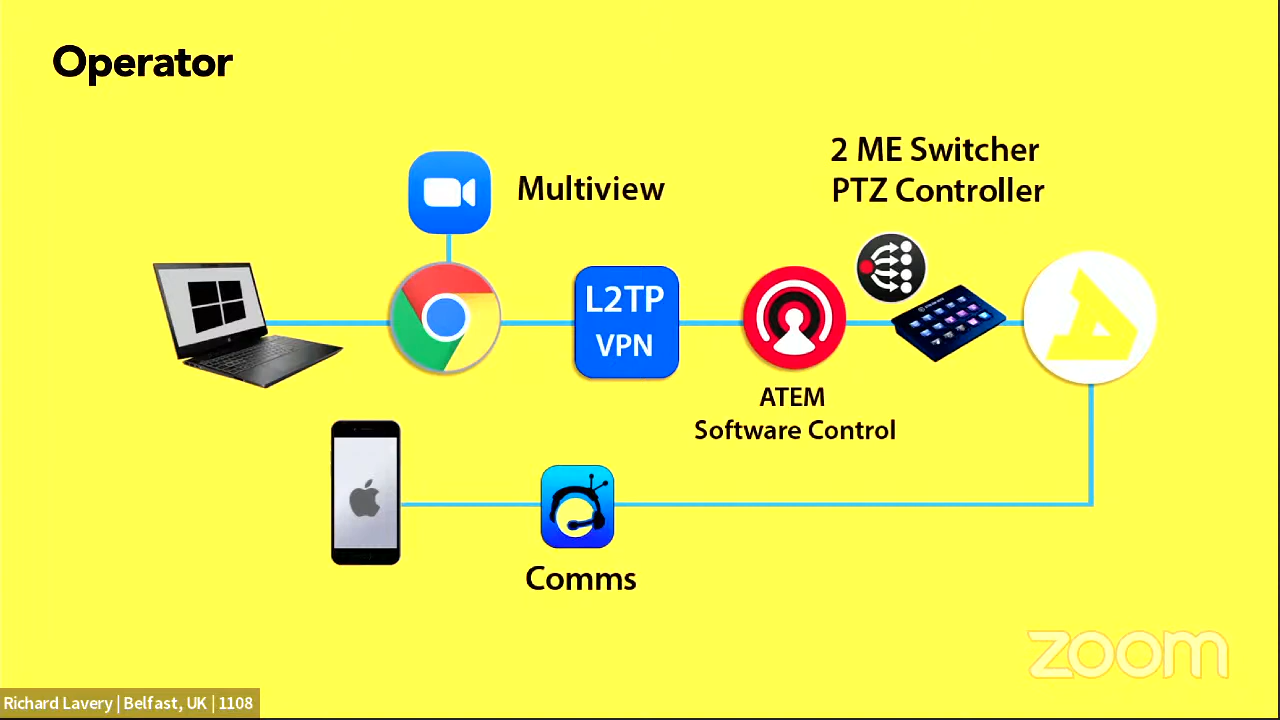 Operator
2 ME Switcher
PTZ Controller
Multiview
L2TP
VPN
ATEM
Software Control
Comms
zoom
Richard Lavery | Belfast, UK | 1108